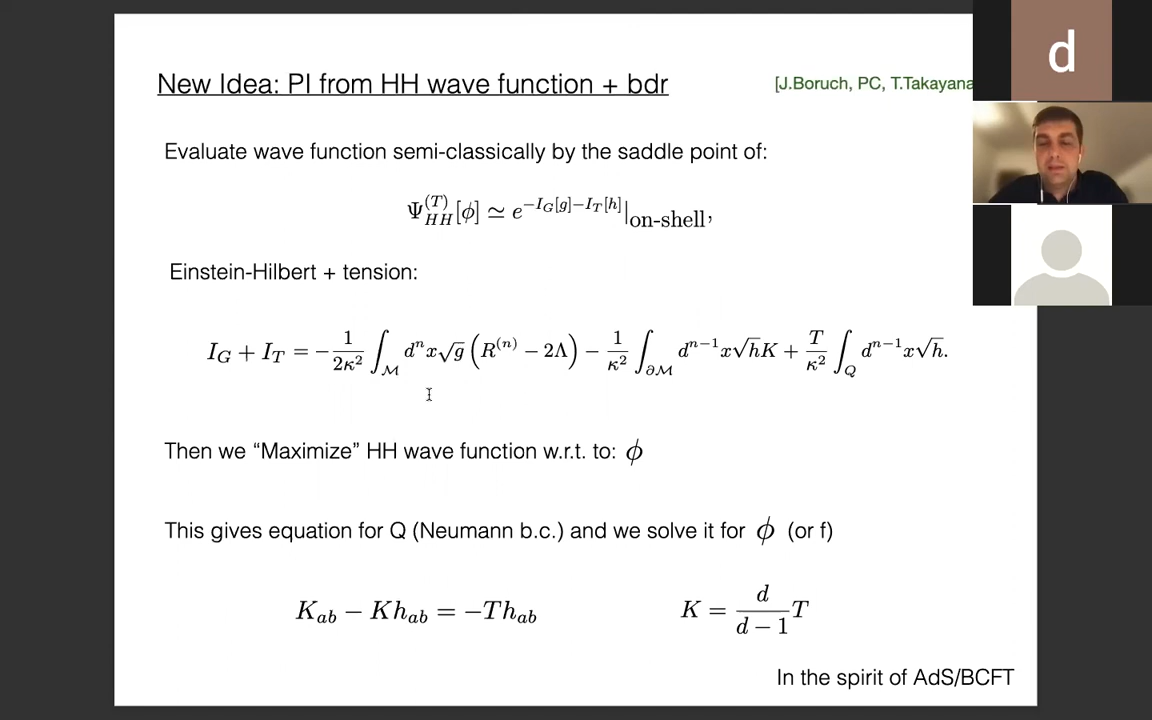 New Idea: PI from HH wave function + bdr
[J.Boruch, PC, T.Takayana
d
Evaluate wave function semi-classically by the saddle point of:
Ψ_{HH}^{(T)}[ϕ] ≃ e^{-I_G[g]-I_T[h]}|_{on-shell},
Einstein-Hilbert + tension:
I_G + I_T = -\frac{1}{2κ^2} ∫_M d^n x√g (R^{(n)} − 2Λ) − \frac{1}{κ^2} ∫_{∂M} d^{n−1}x√h K + \frac{T}{κ^2} ∫_Q d^{n−1}x√h.
Then we “Maximize” HH wave function w.r.t. to: ϕ
This gives equation for Q (Neumann b.c.) and we solve it for ϕ (or f)
K_{ab} − Kh_{ab} = −Th_{ab}
K = \frac{d}{d−1}T
In the spirit of AdS/BCFT